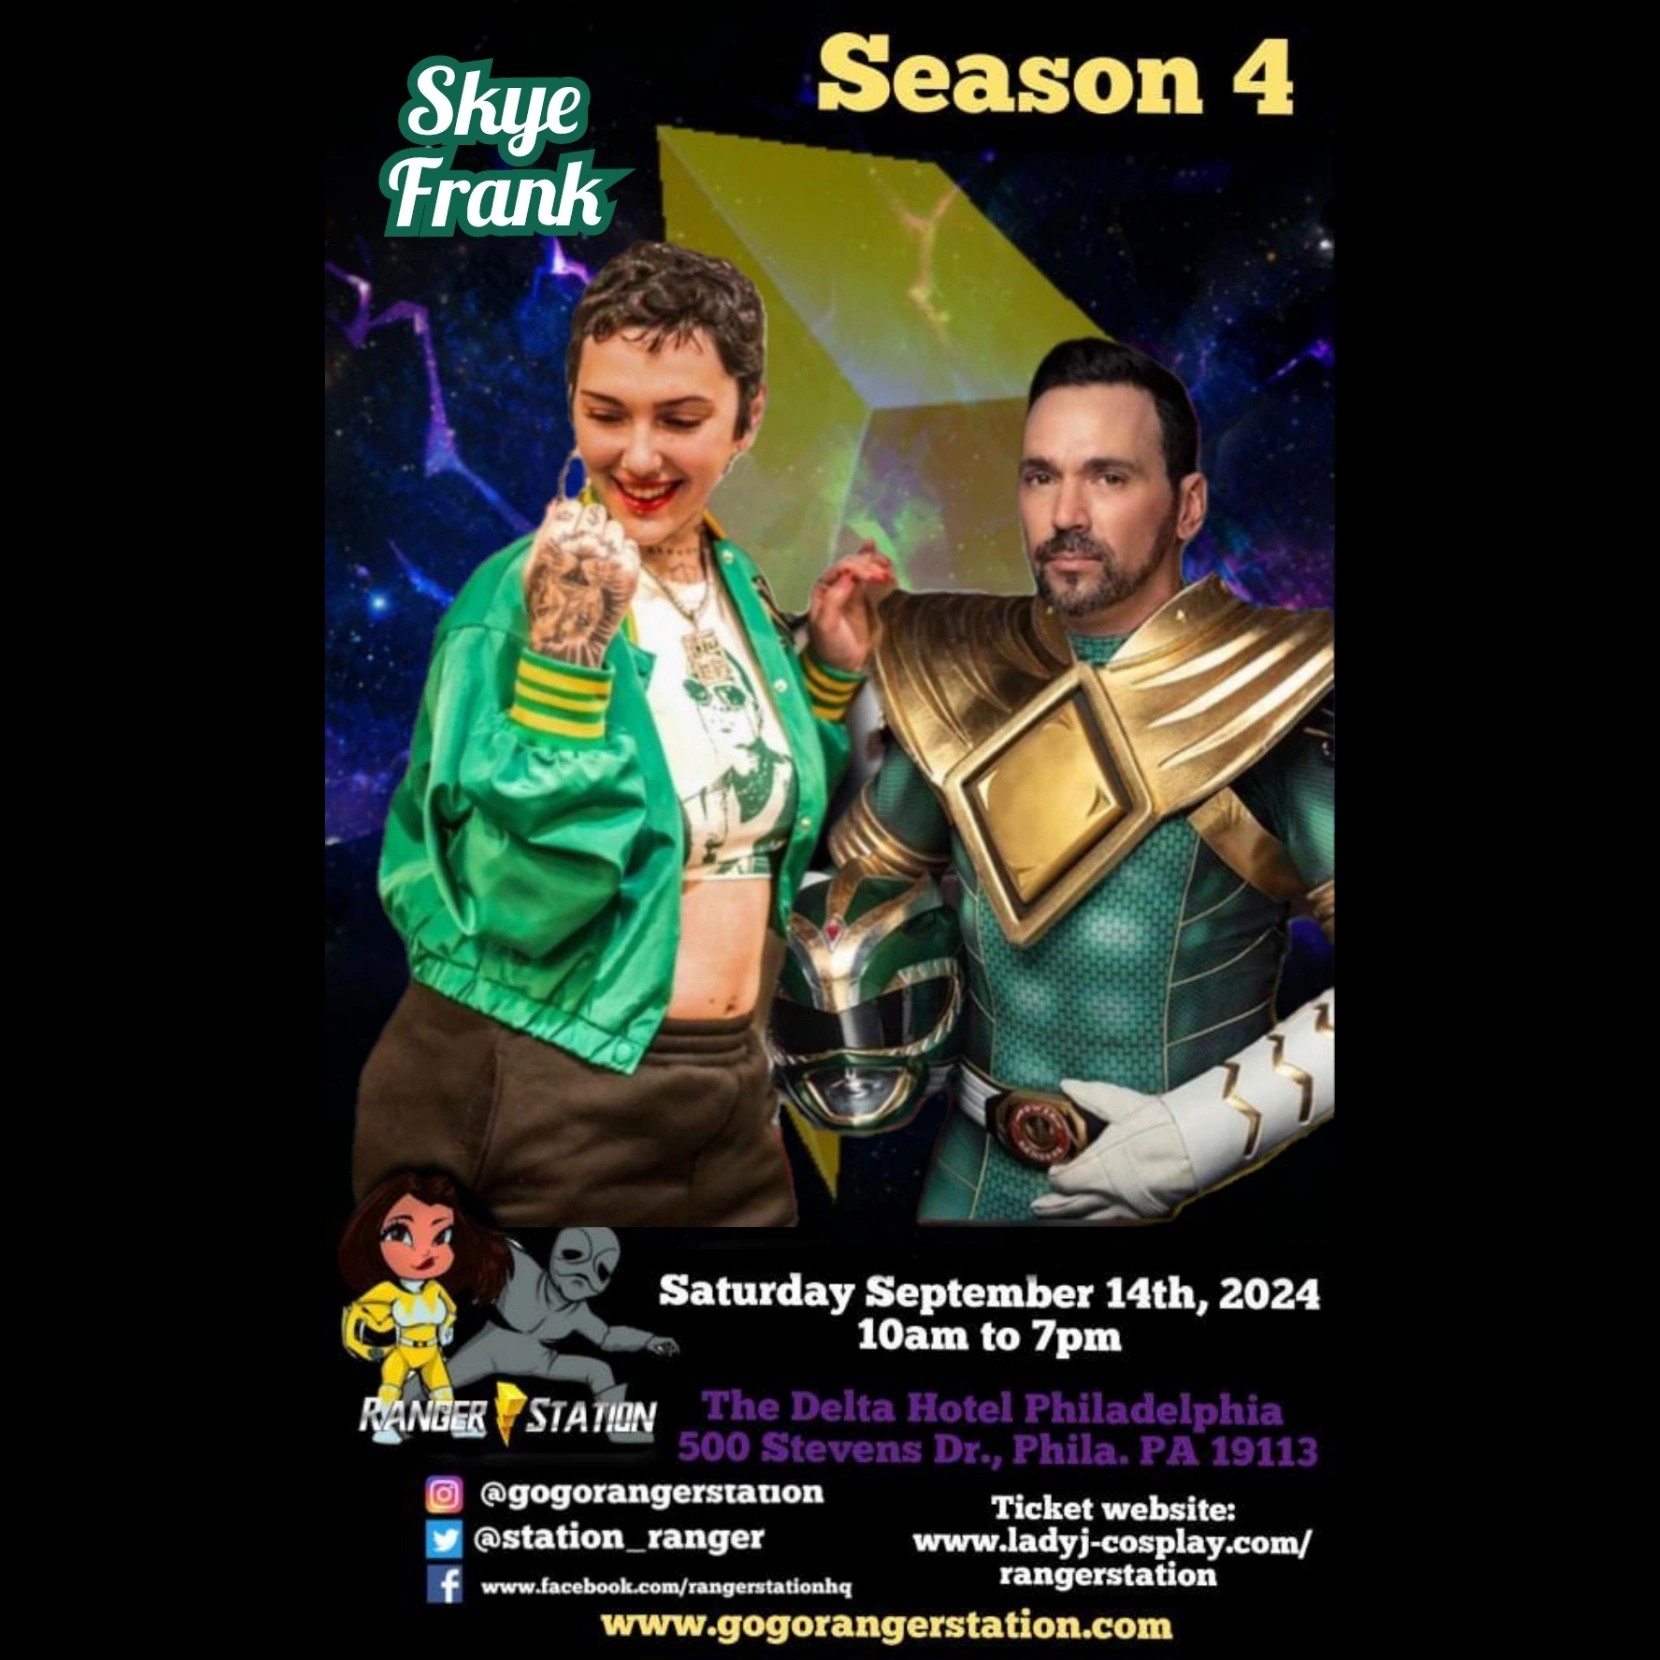 Season 4
Skye
Frank
Saturday September 14th, 2024
10am to 7pm
RANGER STATION
The Delta Hotel Philadelphia
500 Stevens Dr., Phila. PA 19113
@gogorangerstation
@station_ranger
www.facebook.com/rangerstationhq
Ticket website:
www.ladyj-cosplay.com/
rangerstation
www.gogorangerstation.com